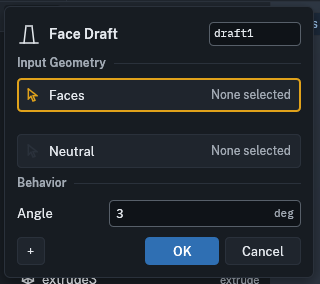 Face Draft draft1
Input Geometry
Faces None selected
Neutral None selected
Behavior
Angle 3 deg
+ OK Cancel
extrude3 extrude